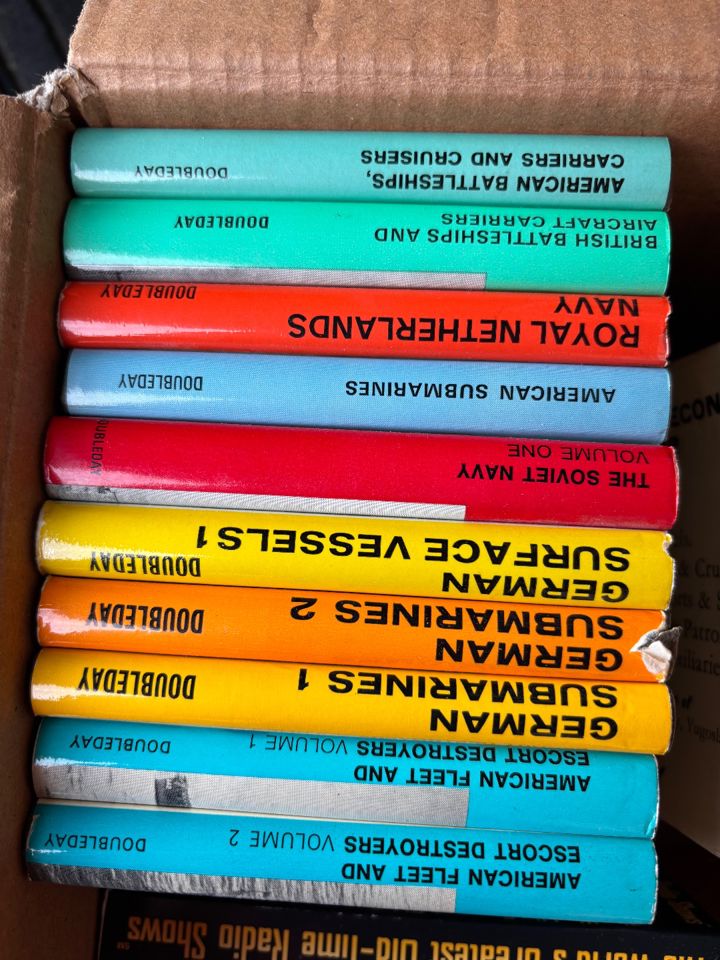 AMERICAN BATTLESHIPS,
CARRIERS AND CRUISERS
DOUBLEDAY
BRITISH BATTLESHIPS AND
AIRCRAFT CARRIERS
DOUBLEDAY
ROYAL NETHERLANDS
NAVY
DOUBLEDAY
AMERICAN SUBMARINES
DOUBLEDAY
THE SOVIET NAVY
VOLUME ONE
DOUBLEDAY
GERMAN
SURFACE VESSELS 1
DOUBLEDAY
GERMAN
SUBMARINES 2
DOUBLEDAY
GERMAN
SUBMARINES 1
DOUBLEDAY
AMERICAN FLEET AND
ESCORT DESTROYERS VOLUME 1
DOUBLEDAY
AMERICAN FLEET AND
ESCORT DESTROYERS VOLUME 2
DOUBLEDAY
World's Greatest Old-Time Radio Shows